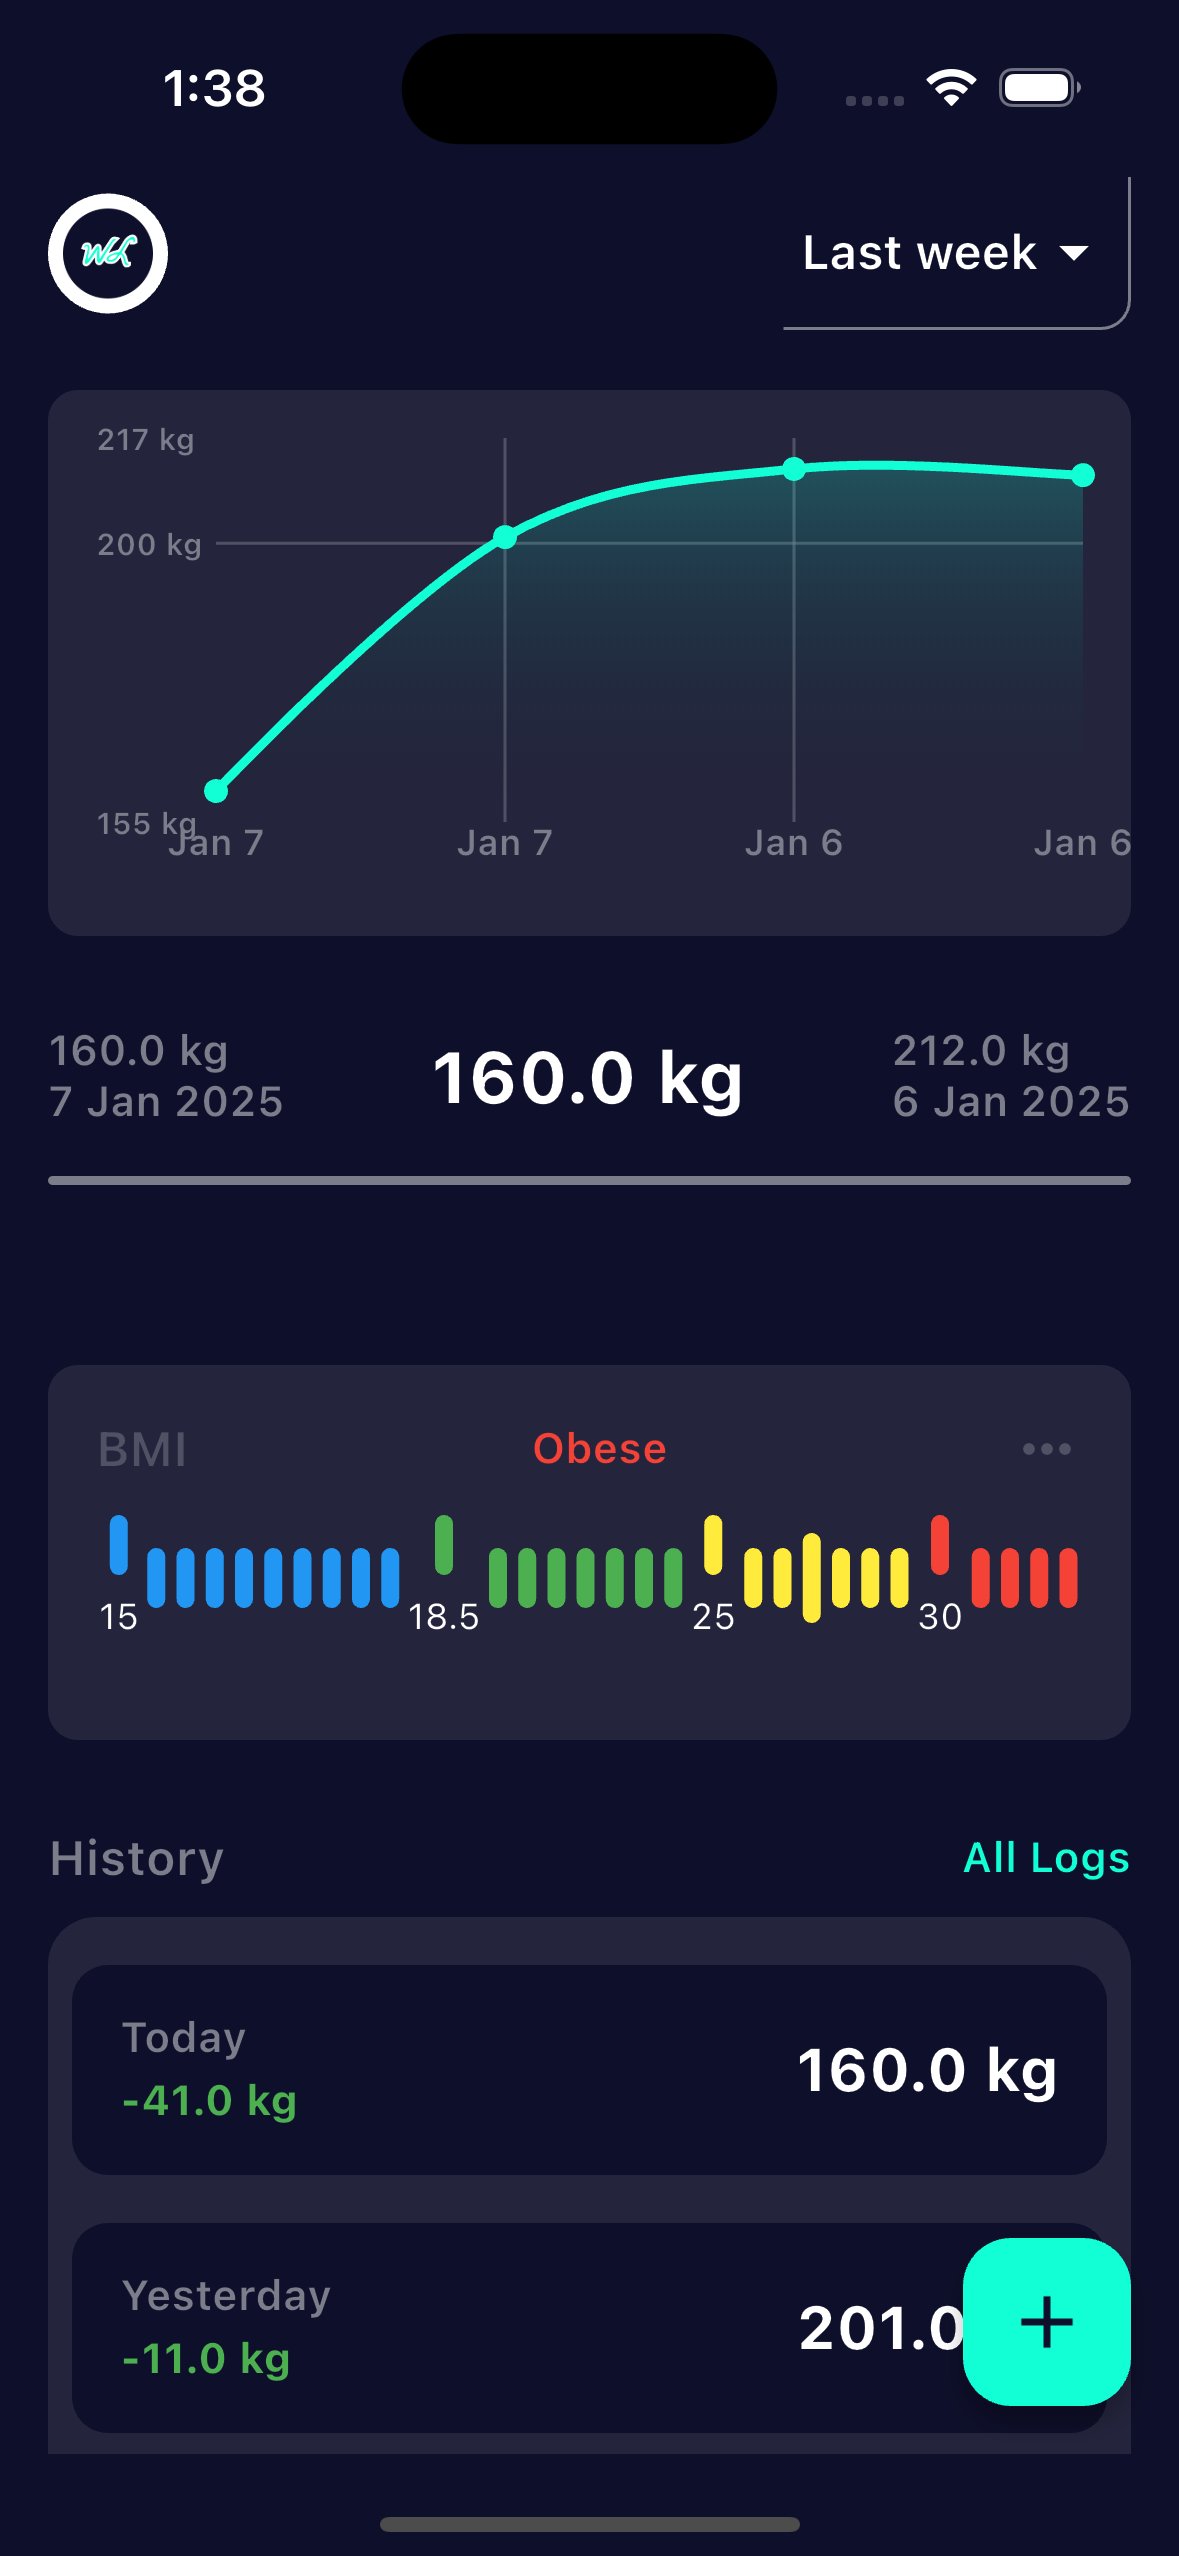 1:38
WL
Last week
217 kg
200 kg
155 kg
Jan 7 Jan 7 Jan 6 Jan 6
160.0 kg
7 Jan 2025
160.0 kg
212.0 kg
6 Jan 2025
BMI Obese
15 18.5 25 30
History All Logs
Today
-41.0 kg
160.0 kg
Yesterday
-11.0 kg
201.0